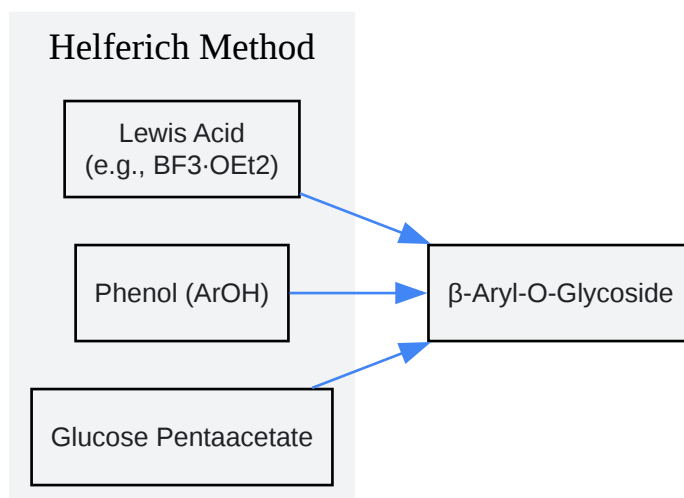 Helferich Method
Lewis Acid
(e.g., BF3·OEt2)
Phenol (ArOH)
β-Aryl-O-Glycoside
Glucose Pentaacetate